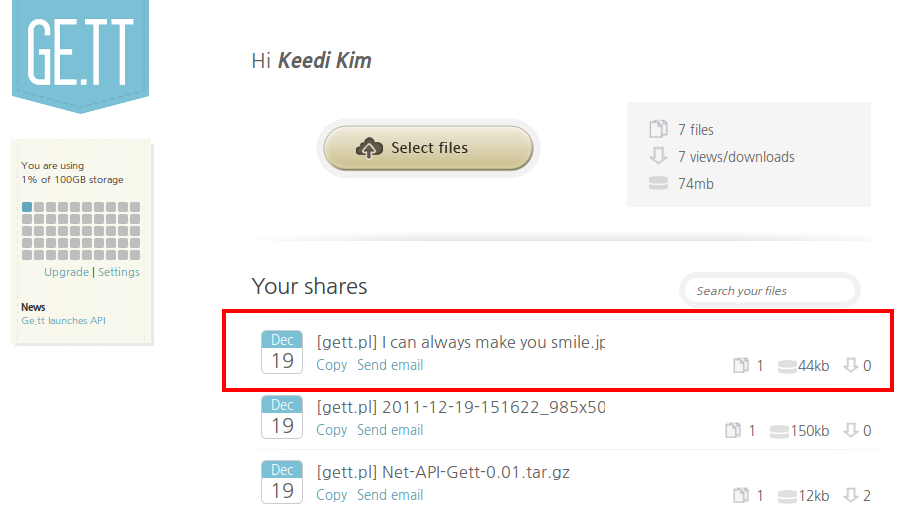 GE.TT
Hi Keedi Kim
Select files
7 files
7 views/downloads
74mb
You are using
1% of 100GB storage
Upgrade | Settings
News
Ge.tt launches API
Your shares
Search your files
Dec
19
[gett.pl] I can always make you smile.jp
Copy Send email
1 44kb 0
Dec
19
[gett.pl] 2011-12-19-151622_985x50
Copy Send email
1 150kb 0
Dec
19
[gett.pl] Net-API-Gett-0.01.tar.gz
Copy Send email
1 12kb 2